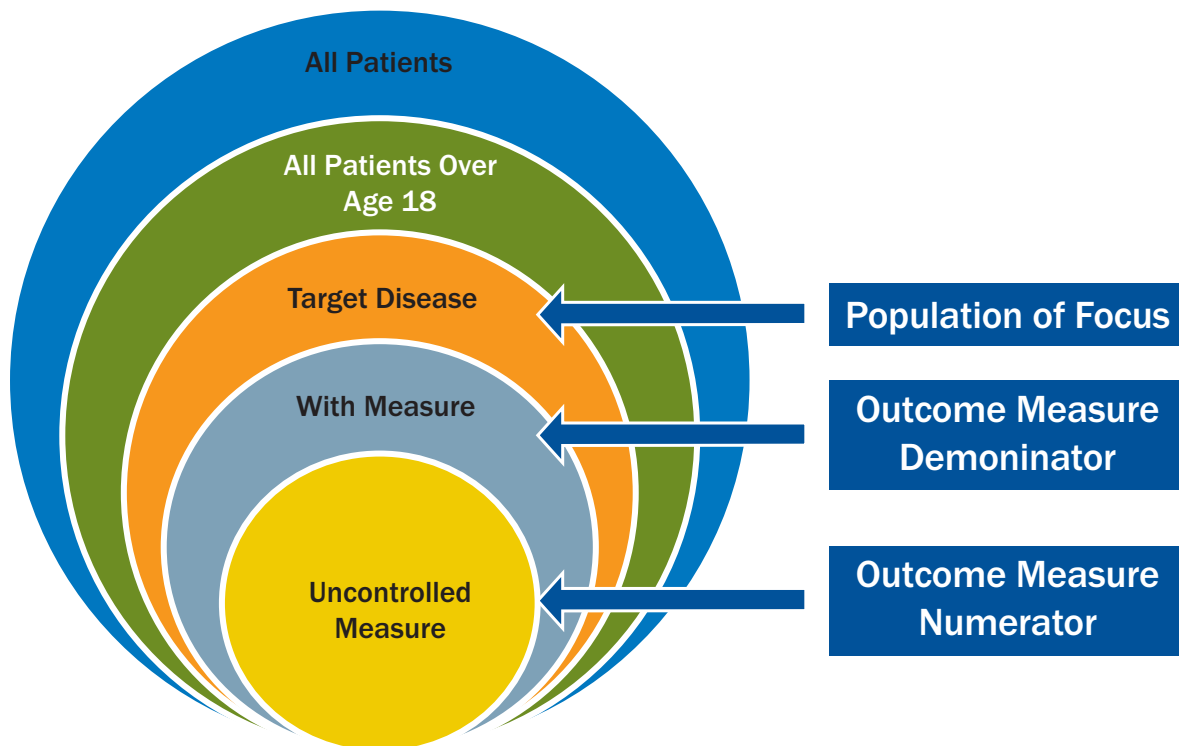 All Patients
All Patients Over
Age 18
Target Disease
With Measure
Uncontrolled
Measure
Population of Focus
Outcome Measure
Demoninator
Outcome Measure
Numerator